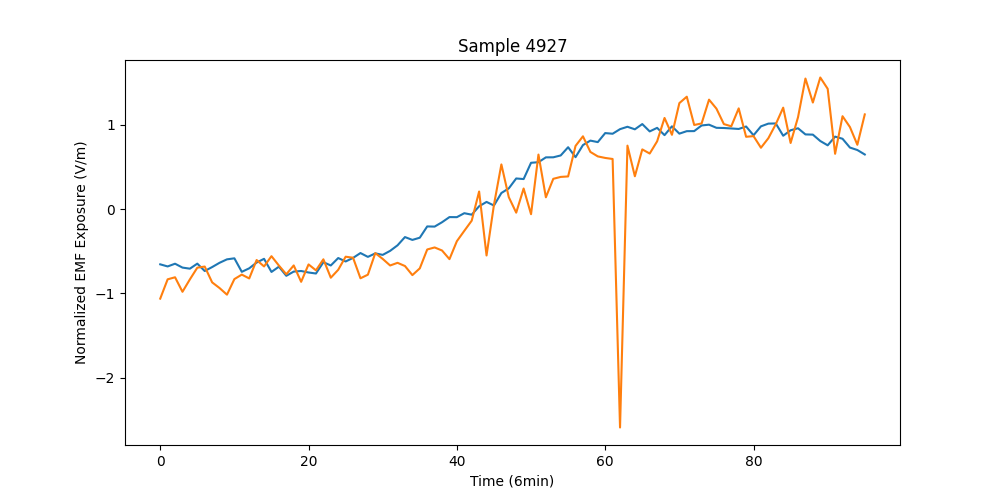 Sample 4927
Normalized EMF Exposure (V/m)
1
0
−1
−2
0 20 40 60 80
Time (6min)